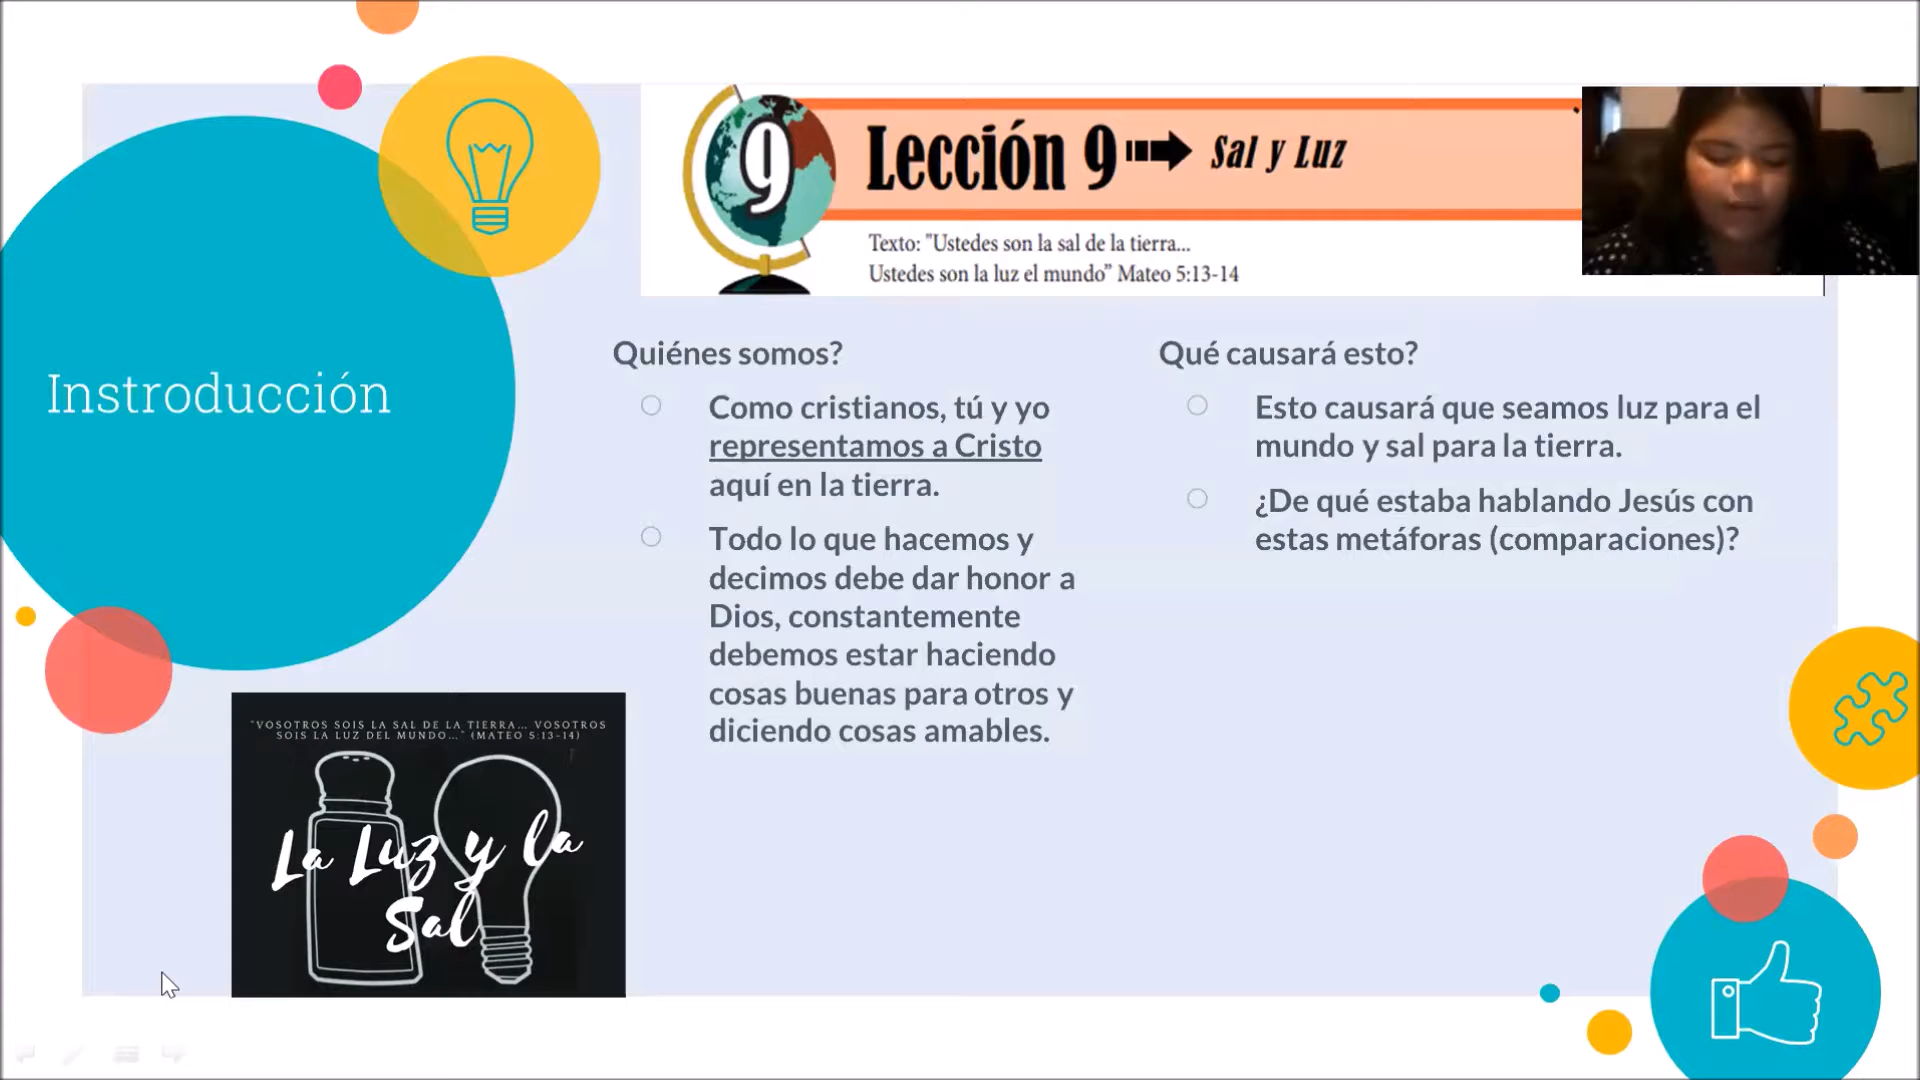 Instroducción
9
Lección 9
Sal y Luz
Texto: "Ustedes son la sal de la tierra...
Ustedes son la luz el mundo” Mateo 5:13-14
Quiénes somos?
Como cristianos, tú y yo
representamos a Cristo
aquí en la tierra.
Todo lo que hacemos y
decimos debe dar honor a
Dios, constantemente
debemos estar haciendo
cosas buenas para otros y
diciendo cosas amables.
Qué causará esto?
Esto causará que seamos luz para el
mundo y sal para la tierra.
¿De qué estaba hablando Jesús con
estas metáforas (comparaciones)?
"VOSOTROS SOIS LA SAL DE LA TIERRA... VOSOTROS
SOIS LA LUZ DEL MUNDO..." (MATEO 5:13-14)
La Luz y la
Sal